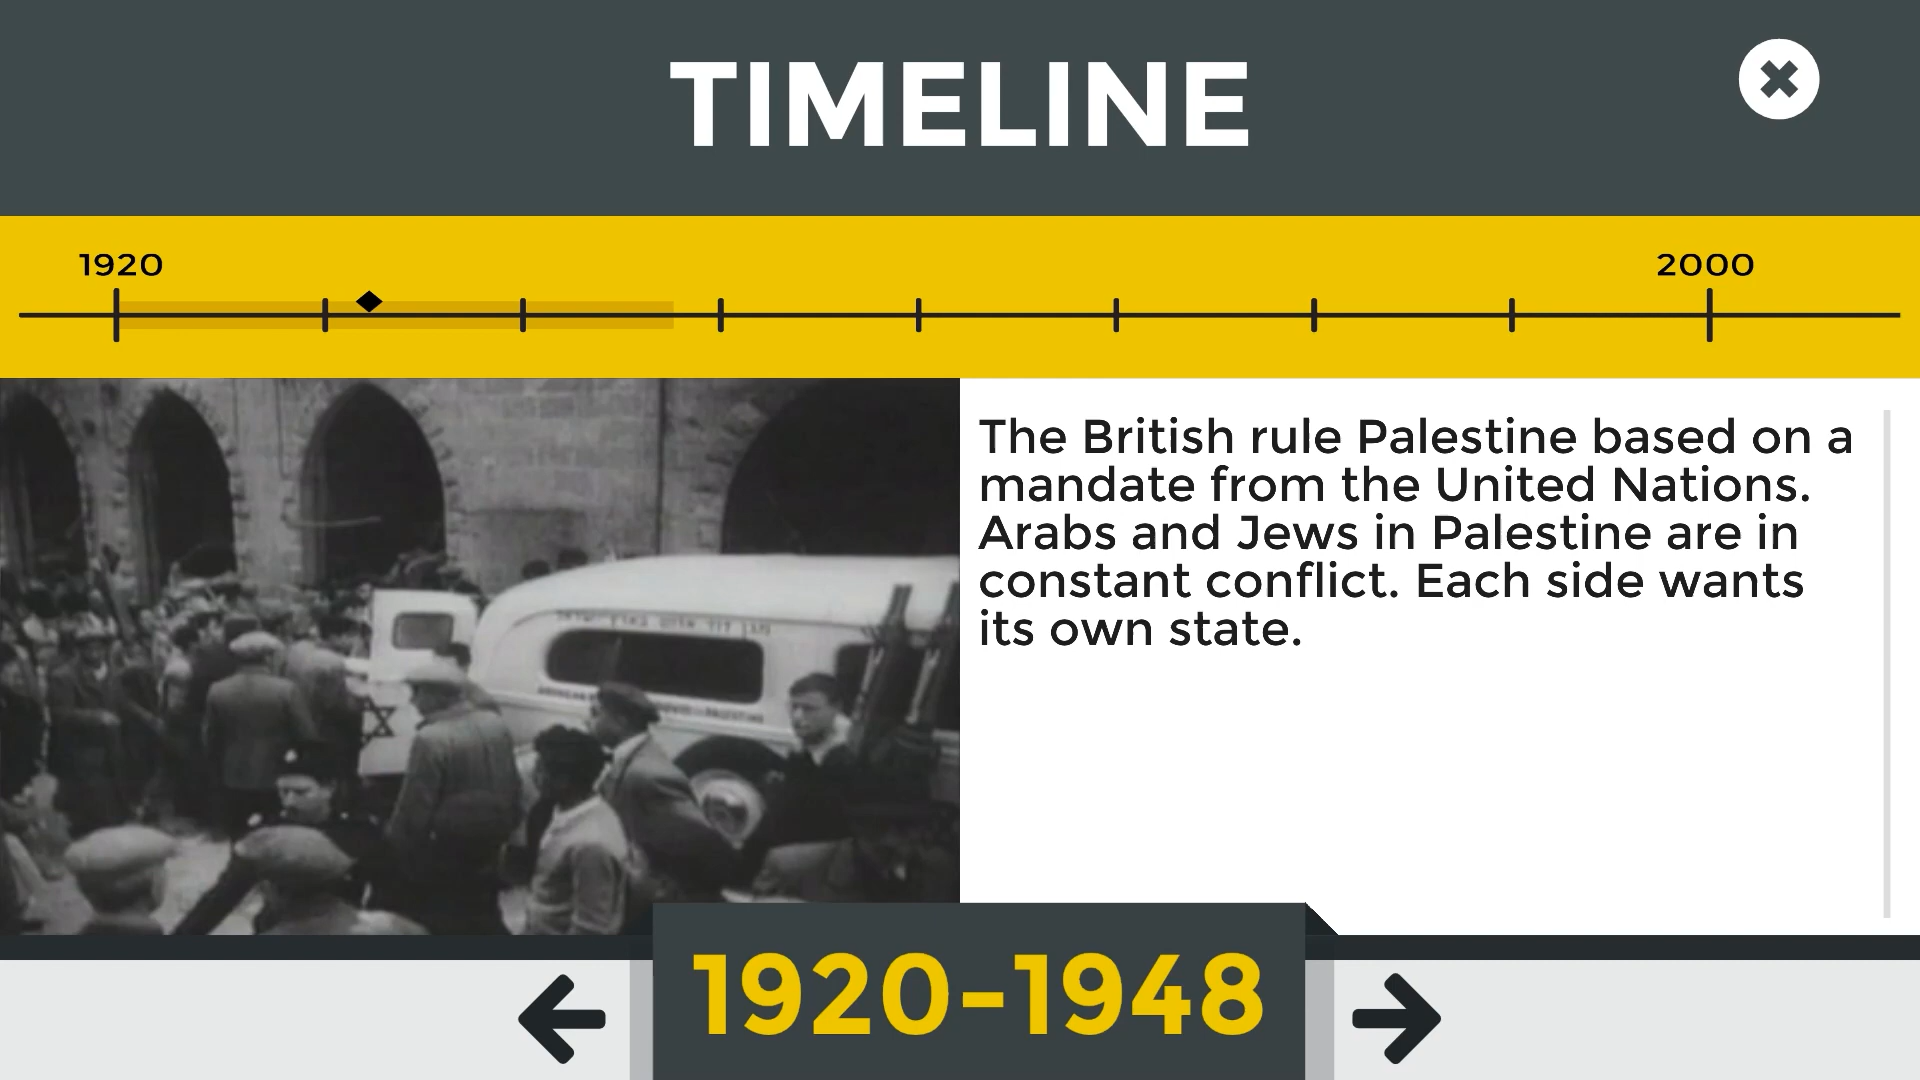 TIMELINE
1920
2000
The British rule Palestine based on a
mandate from the United Nations.
Arabs and Jews in Palestine are in
constant conflict. Each side wants
its own state.
1920-1948